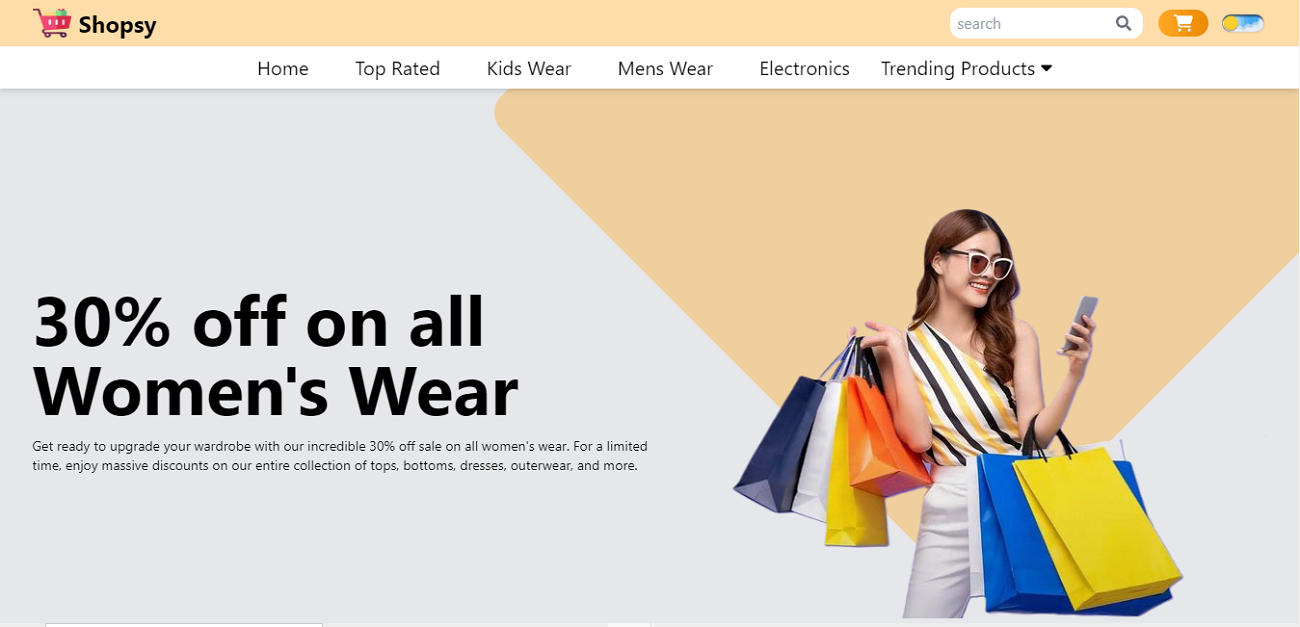 Shopsy
search
Home
Top Rated
Kids Wear
Mens Wear
Electronics
Trending Products
30% off on all
Women's Wear
Get ready to upgrade your wardrobe with our incredible 30% off sale on all women's wear. For a limited
time, enjoy massive discounts on our entire collection of tops, bottoms, dresses, outerwear, and more.